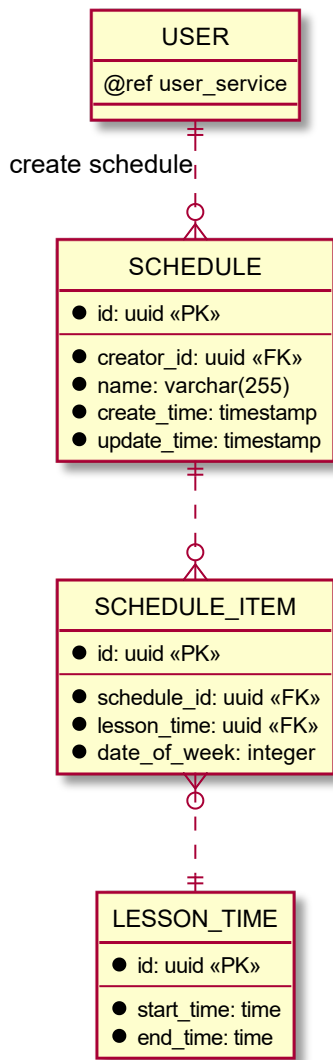 USER
@ref user_service
create schedule
SCHEDULE
id: uuid «PK»
creator_id: uuid «FK»
name: varchar(255)
create_time: timestamp
update_time: timestamp
SCHEDULE_ITEM
id: uuid «PK»
schedule_id: uuid «FK»
lesson_time: uuid «FK»
date_of_week: integer
LESSON_TIME
id: uuid «PK»
start_time: time
end_time: time